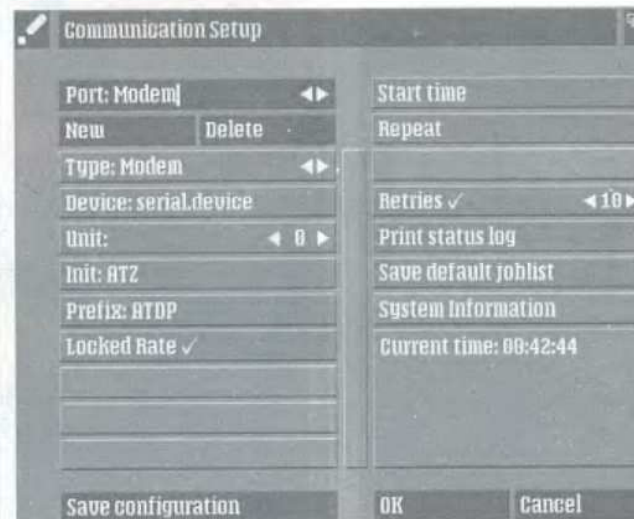 Communication Setup
Port: Modem
New Delete
Type: Modem
Device: serial.device
Unit: 0
Init: ATZ
Prefix: ATDP
Locked Rate ✓
Save configuration
Start time
Repeat
Retries ✓ 10
Print status log
Save default joblist
System Information
Current time: 00:42:44
OK Cancel